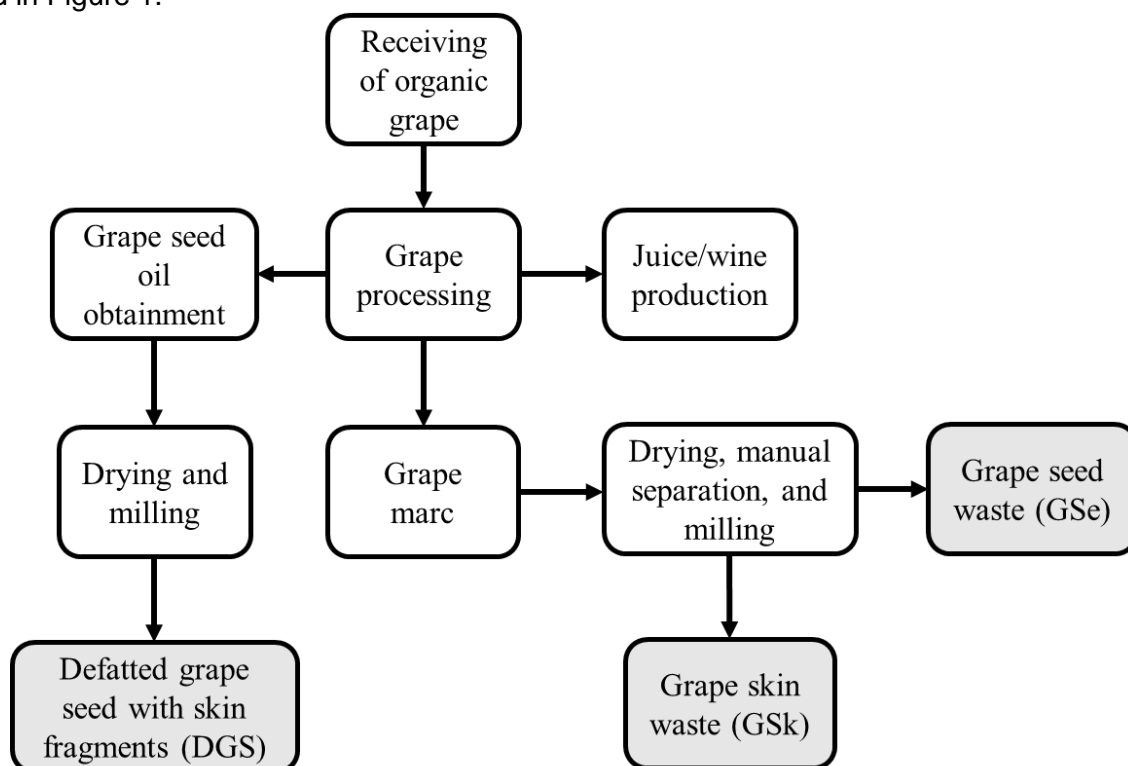 in Figure 1.
Receiving
of organic
grape
Grape seed
oil
obtainment
Grape
processing
Juice/wine
production
Drying and
milling
Grape
marc
Drying, manual
separation, and
milling
Grape seed
waste (GSe)
Defatted grape
seed with skin
fragments (DGS)
Grape skin
waste (GSk)